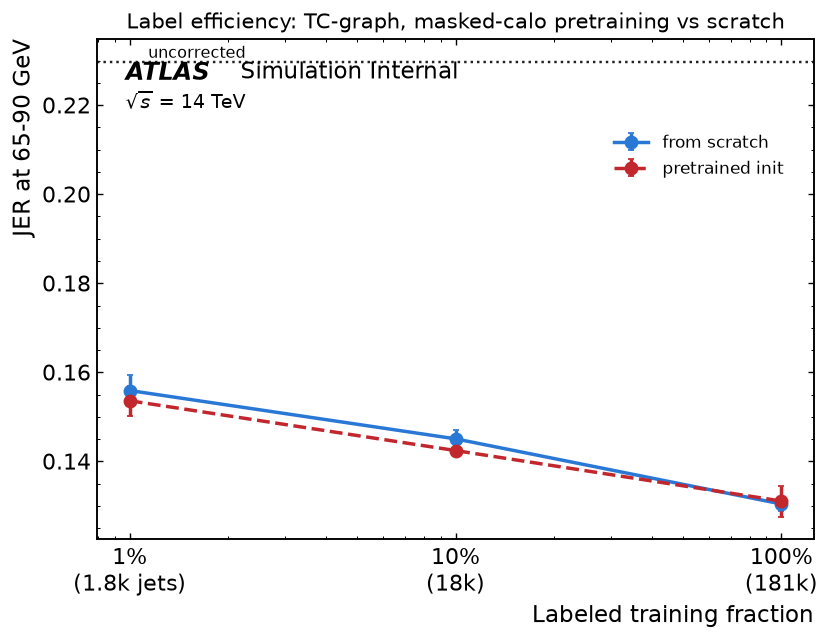 Label efficiency: TC-graph, masked-calo pretraining vs scratch
uncorrected
ATLAS Simulation Internal
√s = 14 TeV
JER at 65-90 GeV
0.22
0.20
0.18
0.16
0.14
from scratch
pretrained init
1% 10% 100%
(1.8k jets) (18k) (181k)
Labeled training fraction